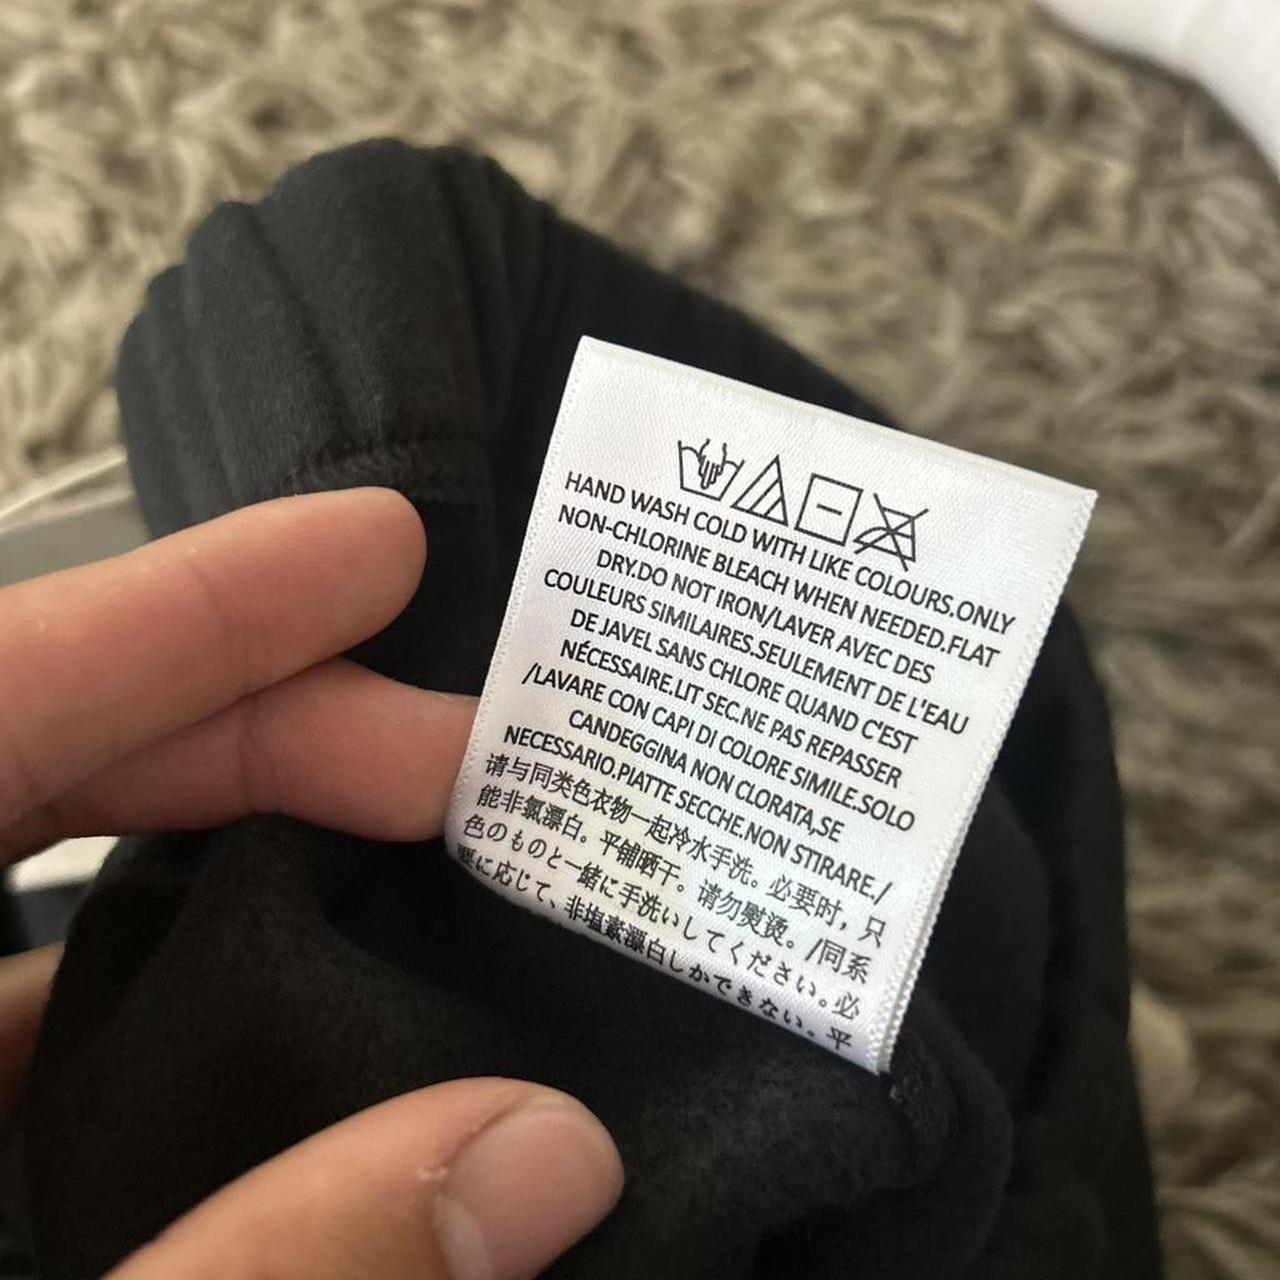 HAND WASH COLD WITH LIKE COLOURS.ONLY
NON-CHLORINE BLEACH WHEN NEEDED.FLAT
DRY.DO NOT IRON/LAVER AVEC DES
COULEURS SIMILAIRES.SEULEMENT DE L'EAU
DE JAVEL SANS CHLORE QUAND C'EST
NÉCESSAIRE.LIT SEC.NE PAS REPASSER
/LAVARE CON CAPI DI COLORE SIMILE.SOLO
CANDEGGINA NON CLORATA,SE
NECESSARIO.PIATTE SECCHE.NON STIRARE./
请与同类色衣物一起冷水手洗。必要时，只
能非氯漂白。平铺晒干。请勿熨烫。/同系
色のものと一緒に手洗いしてください。必
要に応じて、非塩素漂白しかできない。平